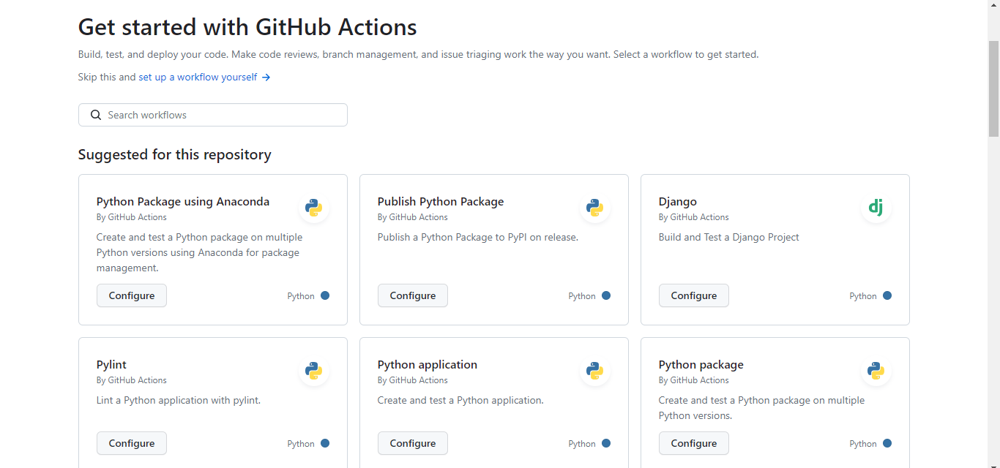 Get started with GitHub Actions
Build, test, and deploy your code. Make code reviews, branch management, and issue triaging work the way you want. Select a workflow to get started.
Skip this and set up a workflow yourself →
Search workflows
Suggested for this repository
Python Package using Anaconda
By GitHub Actions
Create and test a Python package on multiple
Python versions using Anaconda for package
management.
Configure
Python
Publish Python Package
By GitHub Actions
Publish a Python Package to PyPI on release.
Configure
Python
Django
dj
By GitHub Actions
Build and Test a Django Project
Configure
Python
Pylint
By GitHub Actions
Lint a Python application with pylint.
Configure
Python
Python application
By GitHub Actions
Create and test a Python application.
Configure
Python
Python package
By GitHub Actions
Create and test a Python package on multiple
Python versions.
Configure
Python